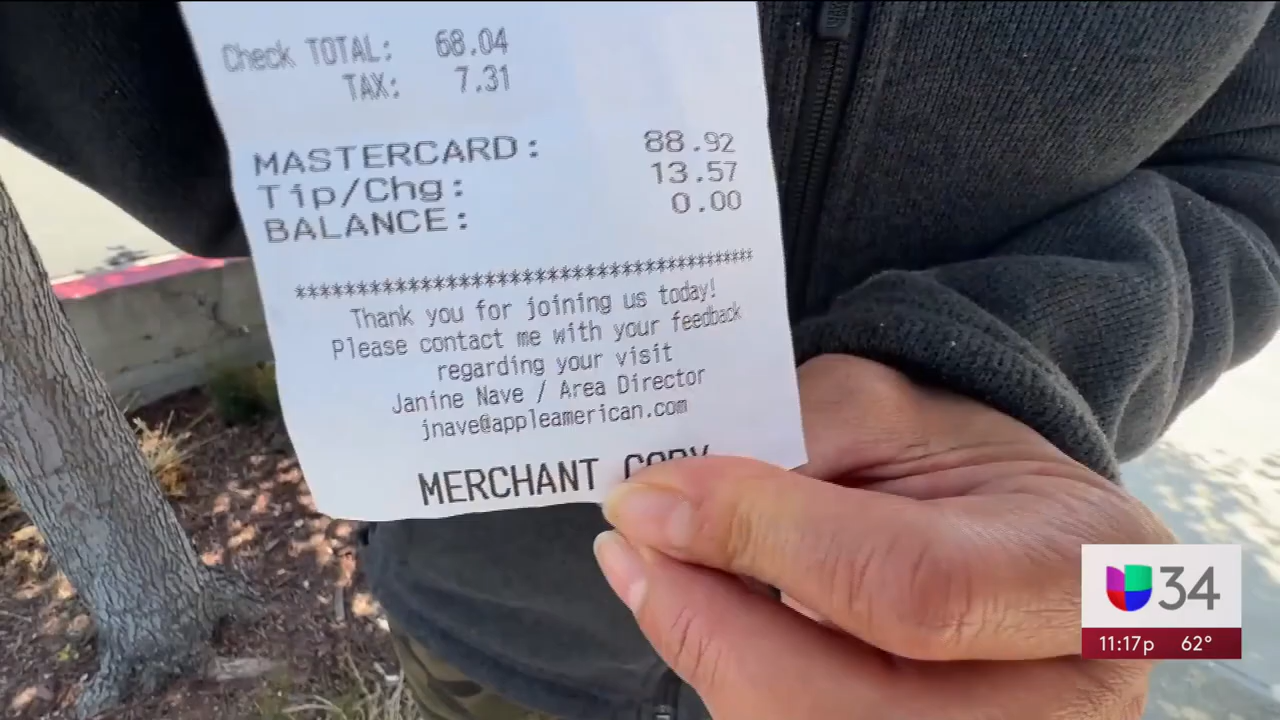 Check TOTAL: 68.04
TAX: 7.31
MASTERCARD: 88.92
Tip/Chg: 13.57
BALANCE: 0.00
********************************************
Thank you for joining us today!
Please contact me with your feedback
regarding your visit
Janine Nave / Area Director
jnave@appleamerican.com
MERCHANT COPY
34
11:17p 62°